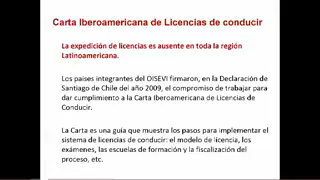 Carta Iberoamericana de Licencias de conducir
La expedición de licencias es ausente en toda la región
Latinoamericana.
Los países integrantes del OISEVI firmaron, en la Declaración de
Santiago de Chile del año 2009, el compromiso de trabajar para
dar cumplimiento a la Carta Iberoamericana de Licencias de
Conducir.
La Carta es una guía que muestra los pasos para implementar el
sistema de licencias de conducir: el modelo de licencia, los
exámenes, las escuelas de formación y la fiscalización del
proceso, etc.